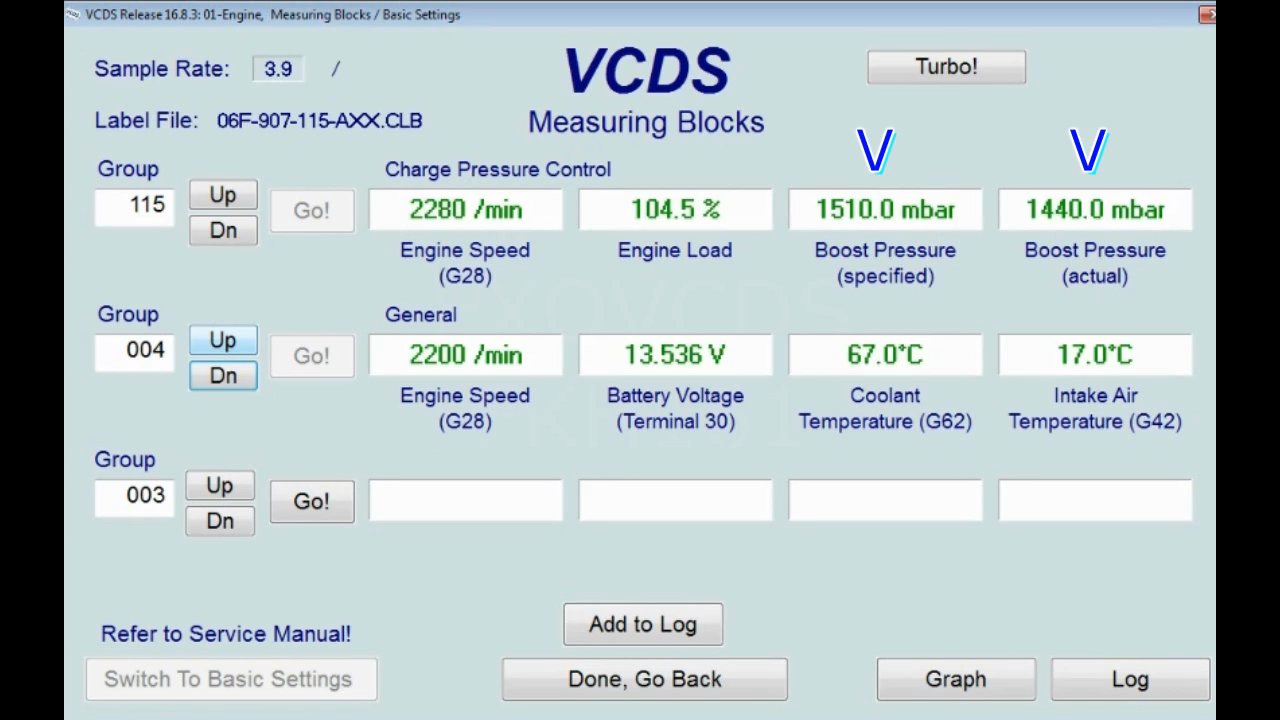 VCDS Release 16.8.3: 01-Engine, Measuring Blocks / Basic Settings
Sample Rate: 3.9 /
VCDS
Turbo!
Label File: 06F-907-115-AXX.CLB
Measuring Blocks
V V
Group
Charge Pressure Control
115 Up Dn Go! 2280 /min 104.5 % 1510.0 mbar 1440.0 mbar
Engine Speed Engine Load Boost Pressure Boost Pressure
(G28) (specified) (actual)
Group
General
004 Up Dn Go! 2200 /min 13.536 V 67.0°C 17.0°C
Engine Speed Battery Voltage Coolant Intake Air
(G28) (Terminal 30) Temperature (G62) Temperature (G42)
Group
003 Up Dn Go!
Add to Log
Refer to Service Manual!
Switch To Basic Settings Done, Go Back Graph Log